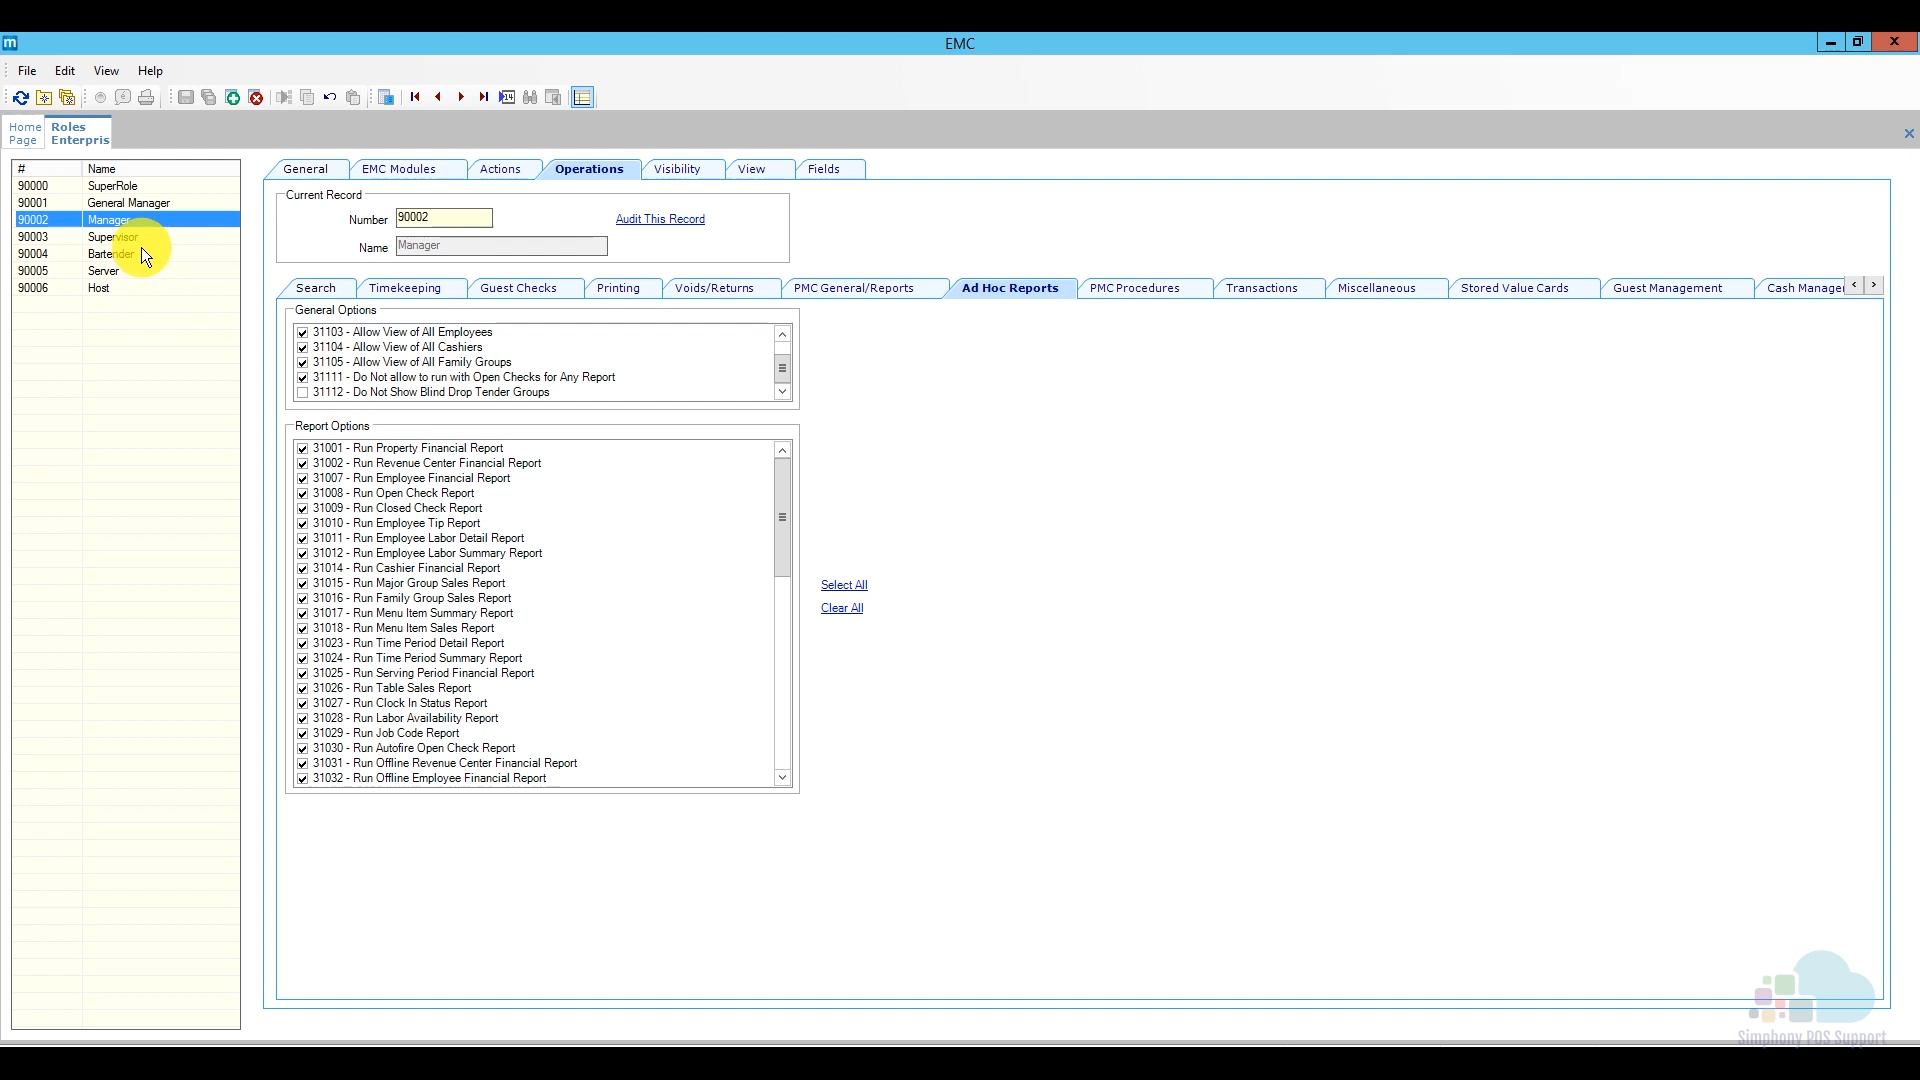 EMC
File Edit View Help
Home Page
Roles Enterpris
# Name
90000 SuperRole
90001 General Manager
90002 Manager
90003 Supervisor
90004 Bartender
90005 Server
90006 Host
General EMC Modules Actions Operations Visibility View Fields
Current Record
Number 90002 Audit This Record
Name Manager
Search Timekeeping Guest Checks Printing Voids/Returns PMC General/Reports Ad Hoc Reports PMC Procedures Transactions Miscellaneous Stored Value Cards Guest Management Cash Manager
General Options
31103 - Allow View of All Employees
31104 - Allow View of All Cashiers
31105 - Allow View of All Family Groups
31111 - Do Not allow to run with Open Checks for Any Report
31112 - Do Not Show Blind Drop Tender Groups
Report Options
31001 - Run Property Financial Report
31002 - Run Revenue Center Financial Report
31007 - Run Employee Financial Report
31008 - Run Open Check Report
31009 - Run Closed Check Report
31010 - Run Employee Tip Report
31011 - Run Employee Labor Detail Report
31012 - Run Employee Labor Summary Report
31014 - Run Cashier Financial Report
31015 - Run Major Group Sales Report
31016 - Run Family Group Sales Report
31017 - Run Menu Item Summary Report
31018 - Run Menu Item Sales Report
31023 - Run Time Period Detail Report
31024 - Run Time Period Summary Report
31025 - Run Serving Period Financial Report
31026 - Run Table Sales Report
31027 - Run Clock In Status Report
31028 - Run Labor Availability Report
31029 - Run Job Code Report
31030 - Run Autofire Open Check Report
31031 - Run Offline Revenue Center Financial Report
31032 - Run Offline Employee Financial Report
Select All
Clear All
Simphony POS Support